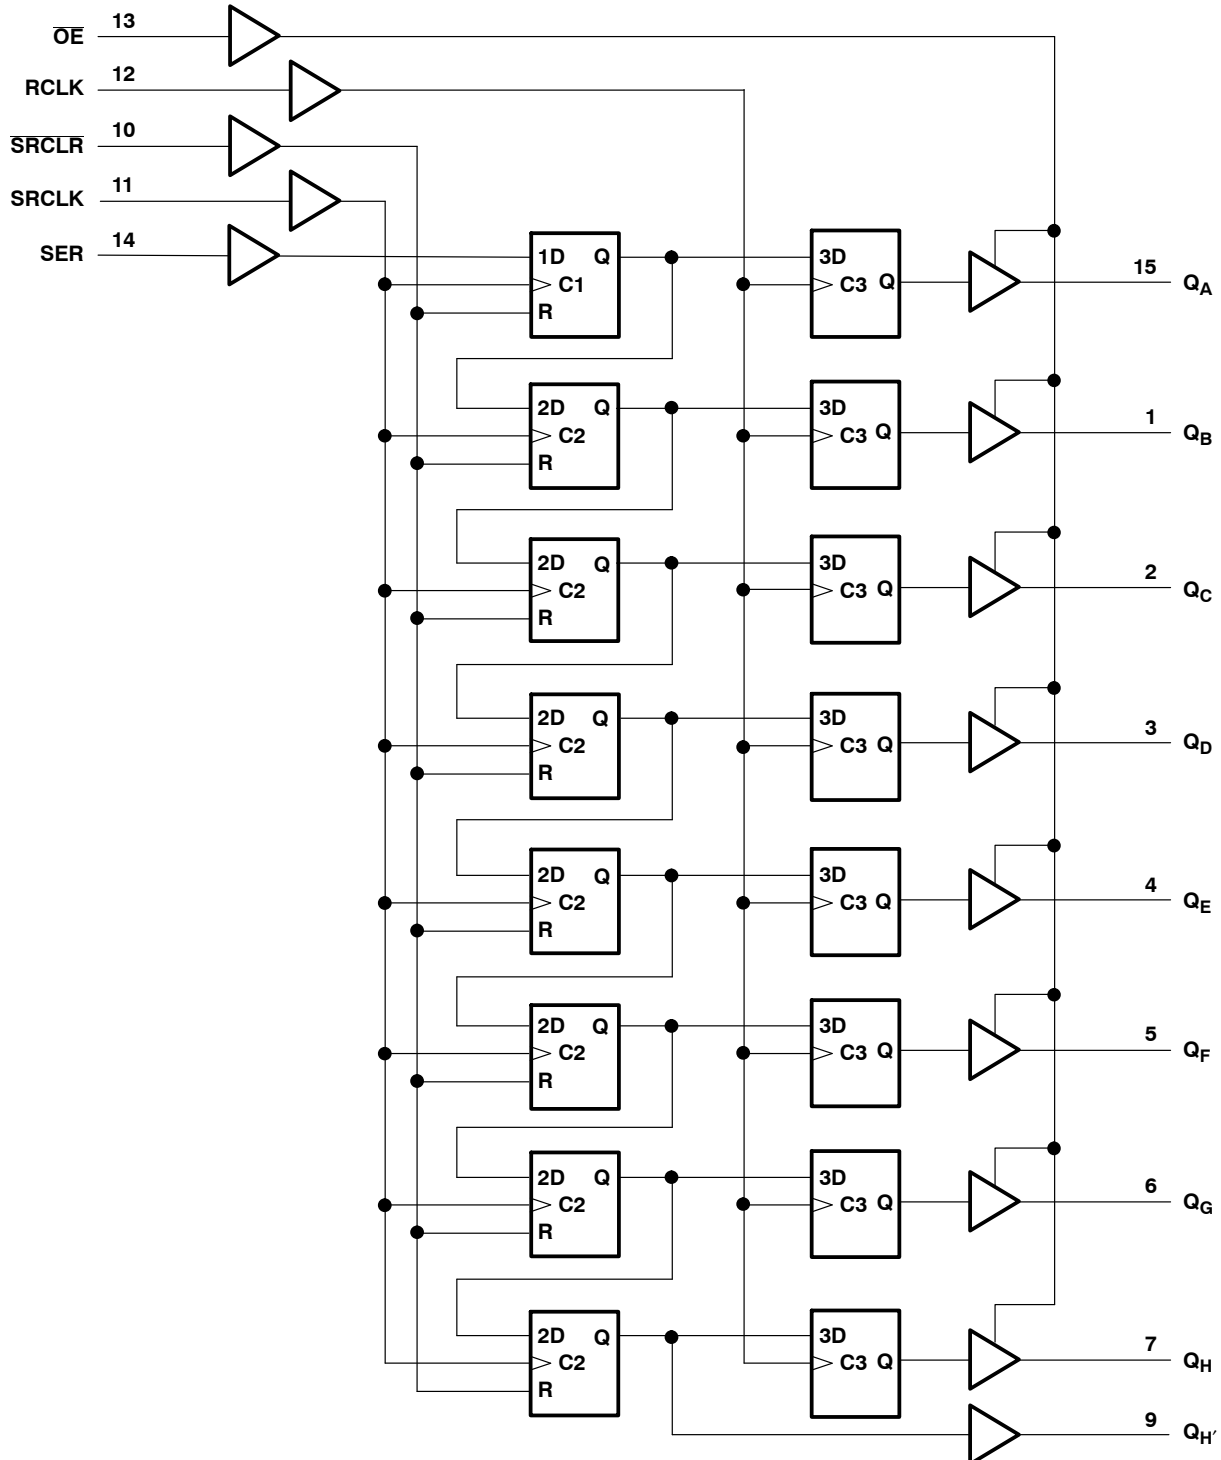 OE 13
RCLK 12
SRCLR 10
SRCLK 11
SER 14
1D Q 3D
C1 C3 Q 15 QA
R
2D Q 3D
C2 C3 Q 1 QB
R
2D Q 3D
C2 C3 Q 2 QC
R
2D Q 3D
C2 C3 Q 3 QD
R
2D Q 3D
C2 C3 Q 4 QE
R
2D Q 3D
C2 C3 Q 5 QF
R
2D Q 3D
C2 C3 Q 6 QG
R
2D Q 3D
C2 C3 Q 7 QH
R
9 QH′